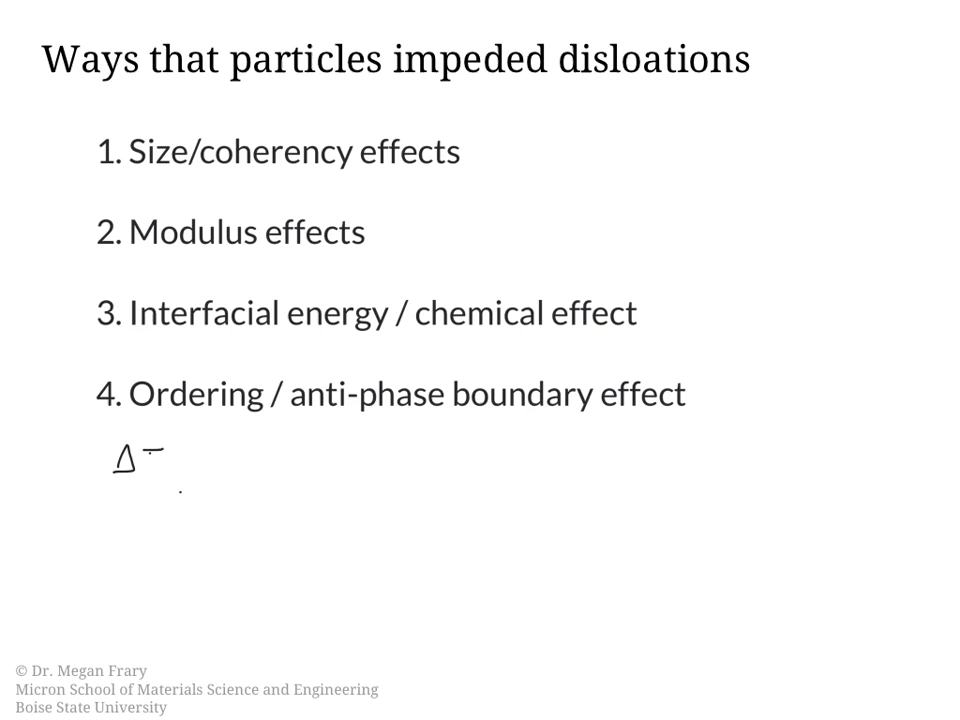 Ways that particles impeded disloations
1. Size/coherency effects
2. Modulus effects
3. Interfacial energy / chemical effect
4. Ordering / anti-phase boundary effect
Δ
© Dr. Megan Frary
Micron School of Materials Science and Engineering
Boise State University